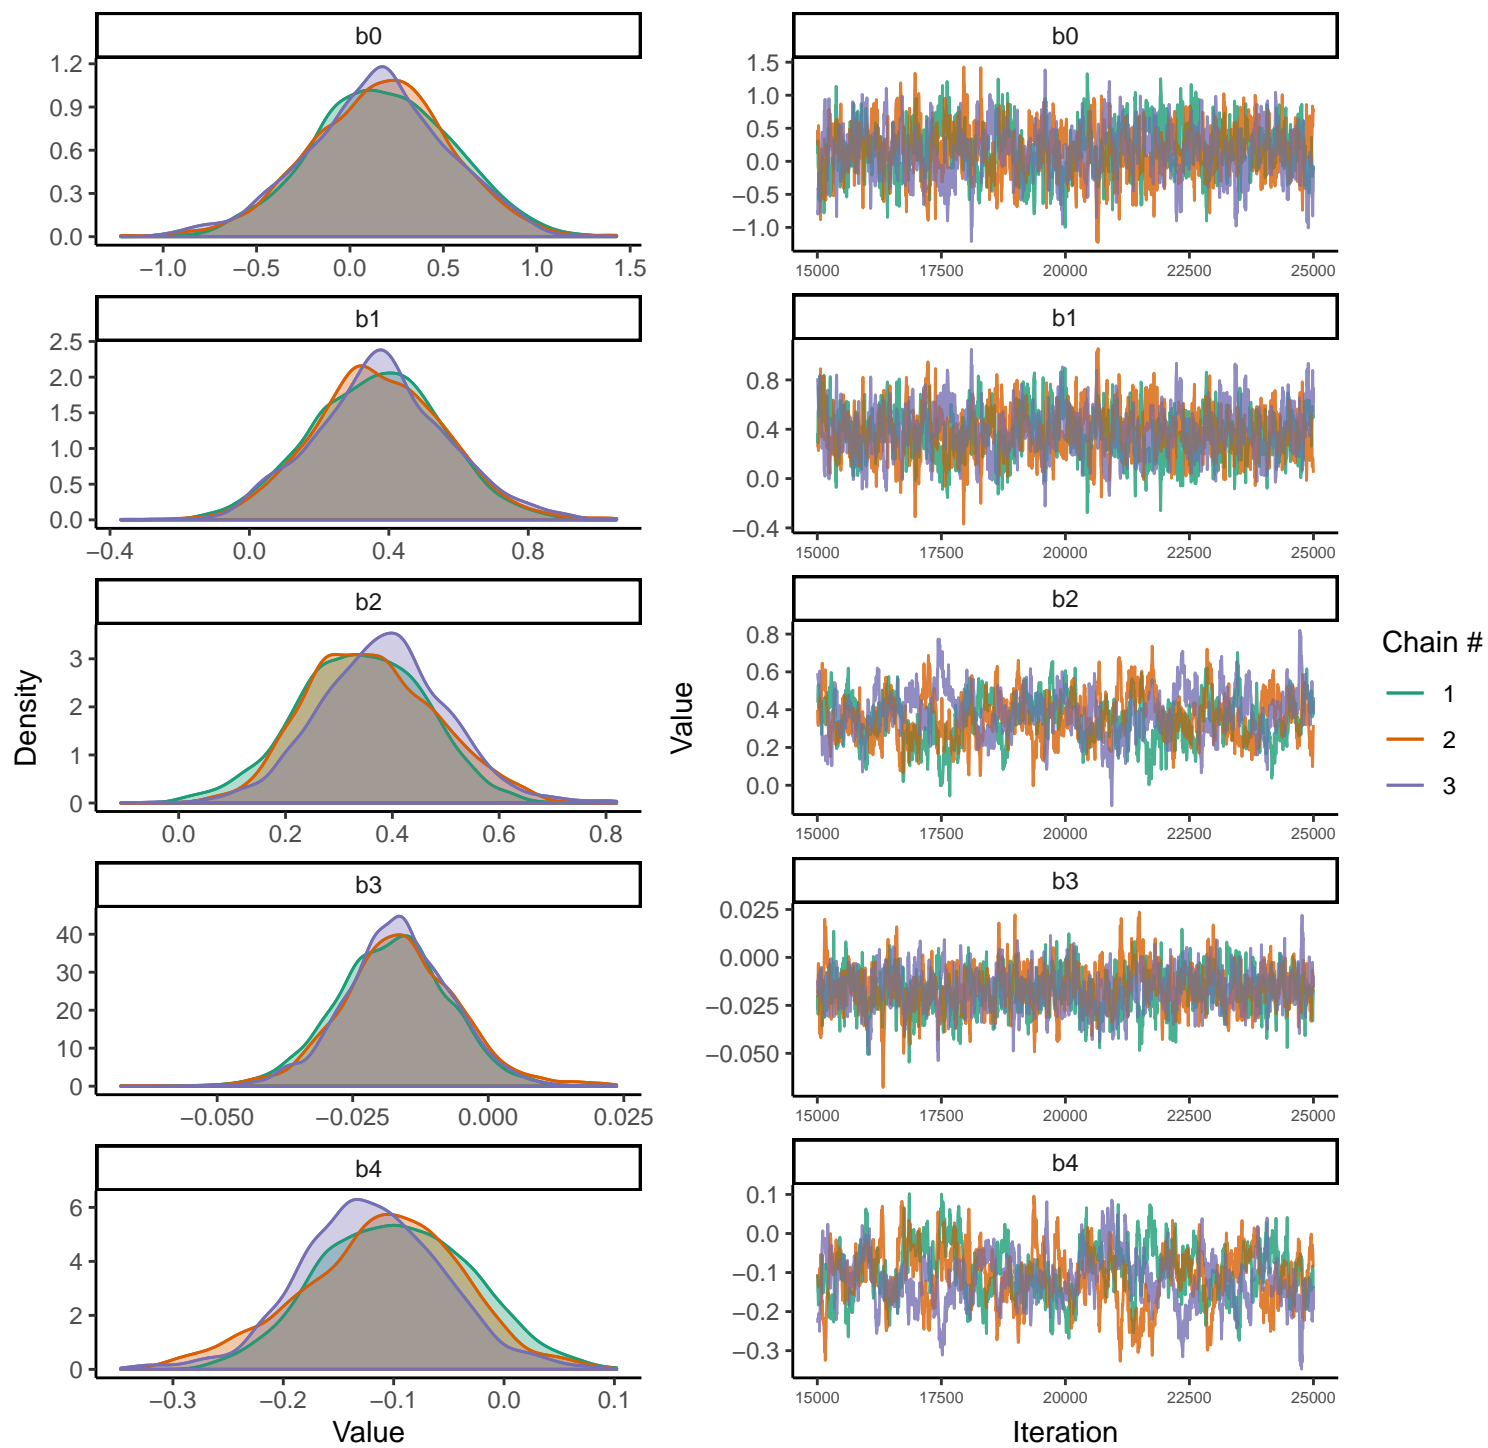 b0
1.2
0.9
0.6
0.3
0.0
−1.0 −0.5 0.0 0.5 1.0 1.5
b1
2.5
2.0
1.5
1.0
0.5
0.0
−0.4 0.0 0.4 0.8
b2
3
2
1
0
0.0 0.2 0.4 0.6 0.8
b3
40
30
20
10
0
−0.050 −0.025 0.000 0.025
b4
6
4
2
0
−0.3 −0.2 −0.1 0.0 0.1
Density
Value
b0
1.5
1.0
0.5
0.0
−0.5
−1.0
15000 17500 20000 22500 25000
b1
0.8
0.4
0.0
−0.4
15000 17500 20000 22500 25000
b2
0.8
0.6
0.4
0.2
0.0
15000 17500 20000 22500 25000
b3
0.025
0.000
−0.025
−0.050
15000 17500 20000 22500 25000
b4
0.1
0.0
−0.1
−0.2
−0.3
15000 17500 20000 22500 25000
Value
Iteration
Chain #
1
2
3